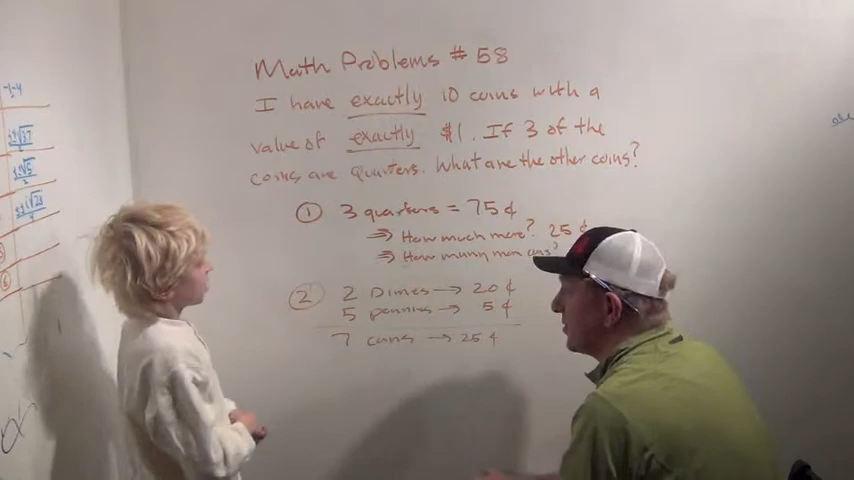 Math Problems # 58
I have exactly 10 coins with a
value of exactly $1. If 3 of the
coins are quarters. What are the other coins?
① 3 quarters = 75¢
⇒ How much more? 25¢
⇒ How many more coins?
② 2 Dimes → 20¢
5 pennies → 5¢
7 coins → 25¢